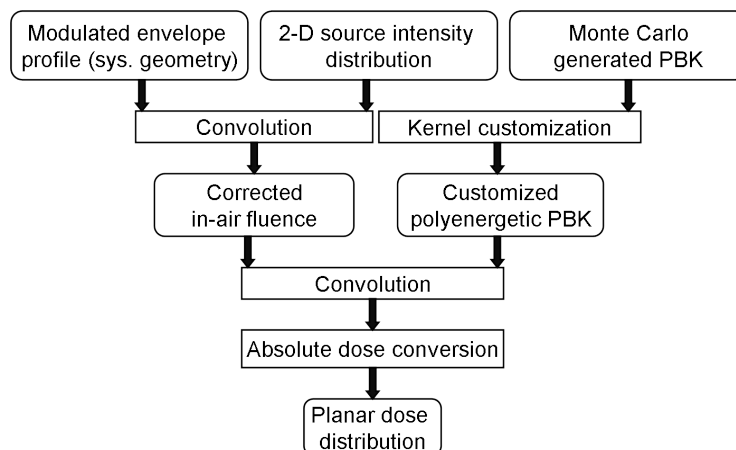 Modulated envelope
profile (sys. geometry)
2-D source intensity
distribution
Monte Carlo
generated PBK
Convolution
Kernel customization
Corrected
in-air fluence
Customized
polyenergetic PBK
Convolution
Absolute dose conversion
Planar dose
distribution